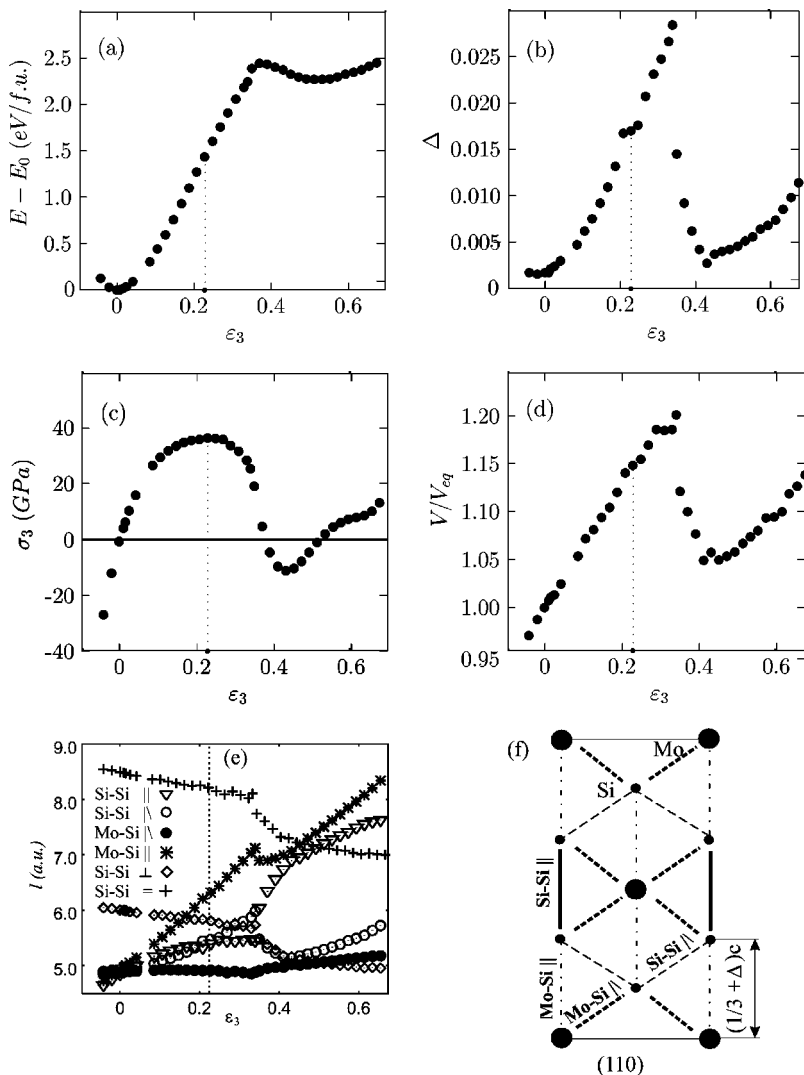 (a)
E − E₀ (eV/f.u.)
2.5
2.0
1.5
1.0
0.5
0
0
0.2
0.4
0.6
ε₃
(b)
Δ
0.025
0.020
0.015
0.010
0.005
0
0
0.2
0.4
0.6
ε₃
(c)
σ₃ (GPa)
40
20
0
-20
-40
0
0.2
0.4
0.6
ε₃
(d)
V/Veq
1.20
1.15
1.10
1.05
1.00
0.95
0
0.2
0.4
0.6
ε₃
(e)
l (a.u.)
9.0
8.0
7.0
6.0
5.0
Si-Si ||
Si-Si |\
Mo-Si |\
Mo-Si ||
Si-Si ⊥
Si-Si =
0
0.2
0.4
0.6
ε₃
(f)
Mo
Si
Si-Si ||
Si-Si |\
Mo-Si ||
Mo-Si |\
(1/3 + Δ)c
(110)